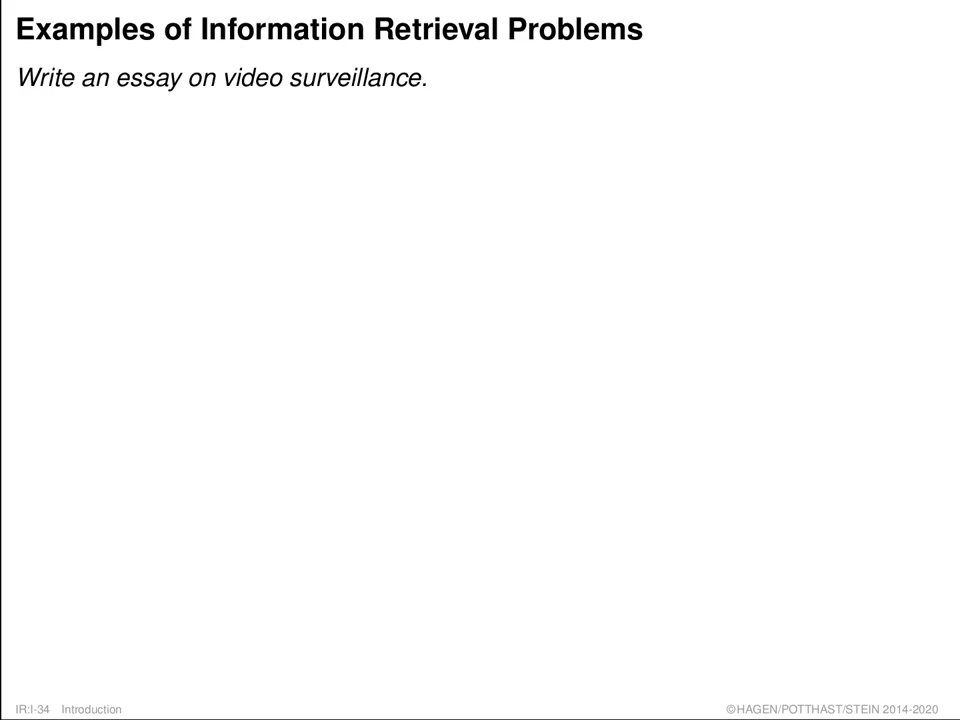 Examples of Information Retrieval Problems
Write an essay on video surveillance.
IR:I-34 Introduction
©HAGEN/POTTHAST/STEIN 2014-2020